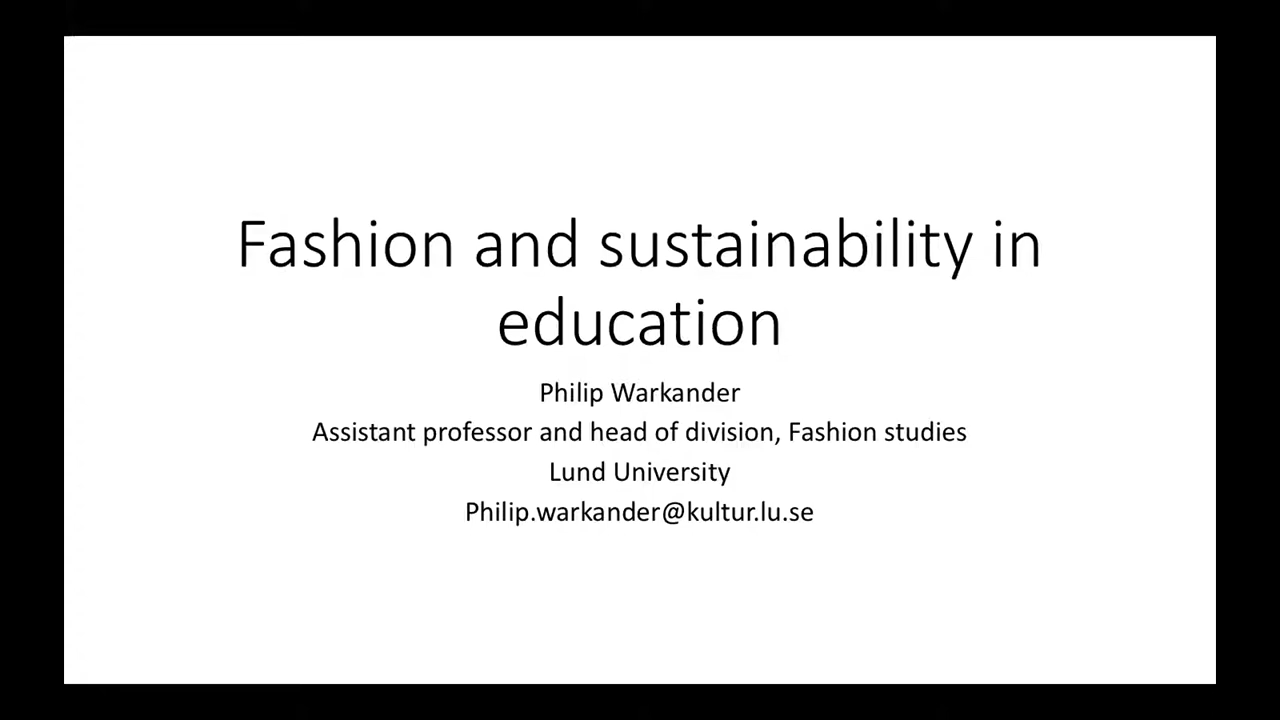 Fashion and sustainability in
education
Philip Warkander
Assistant professor and head of division, Fashion studies
Lund University
Philip.warkander@kultur.lu.se